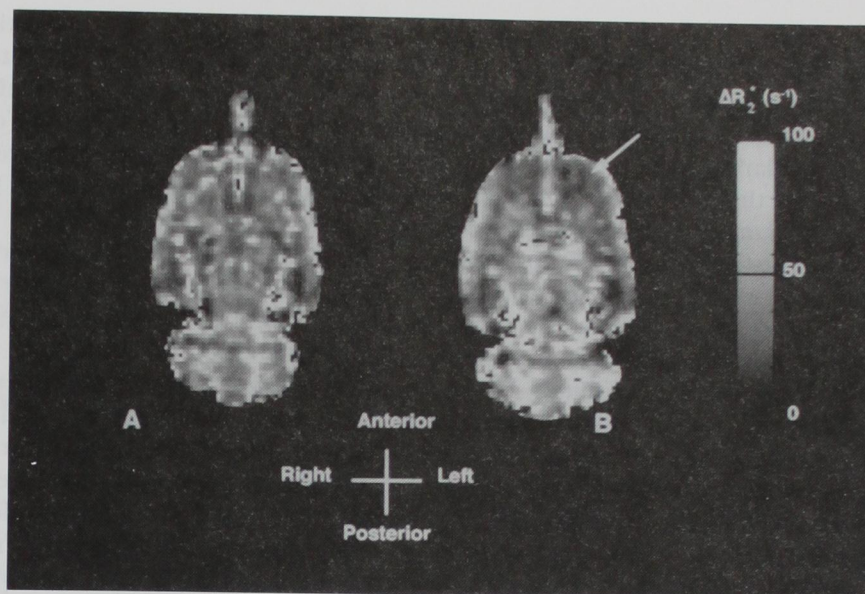 ΔR₂* (s⁻¹)
100
50
0
A
B
Anterior
Right
Left
Posterior